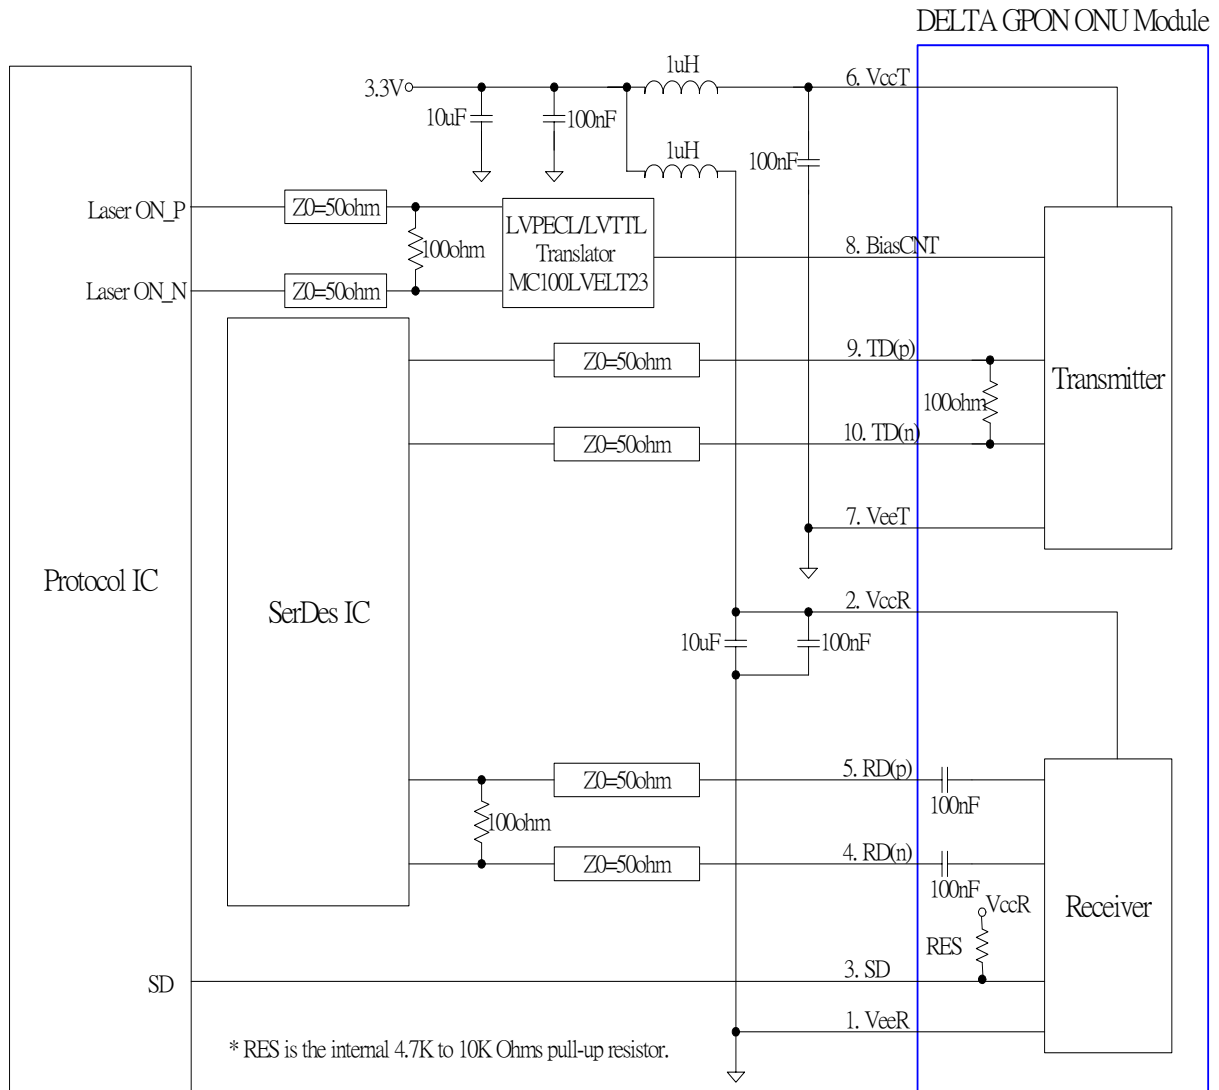 DELTA GPON ONU Module
1uH
6. VccT
3.3V
10uF
100nF
1uH
100nF
Laser ON_P
Z0=50ohm
LVPECL/LVTTL
Translator
MC100LVELT23
100ohm
8. BiasCNT
Laser ON_N
Z0=50ohm
9. TD(p)
Z0=50ohm
Transmitter
100ohm
10. TD(n)
Z0=50ohm
7. VeeT
Protocol IC
SerDes IC
2. VccR
10uF
100nF
5. RD(p)
Z0=50ohm
100nF
100ohm
4. RD(n)
Z0=50ohm
100nF
VccR
Receiver
RES
3. SD
SD
1. VeeR
* RES is the internal 4.7K to 10K Ohms pull-up resistor.